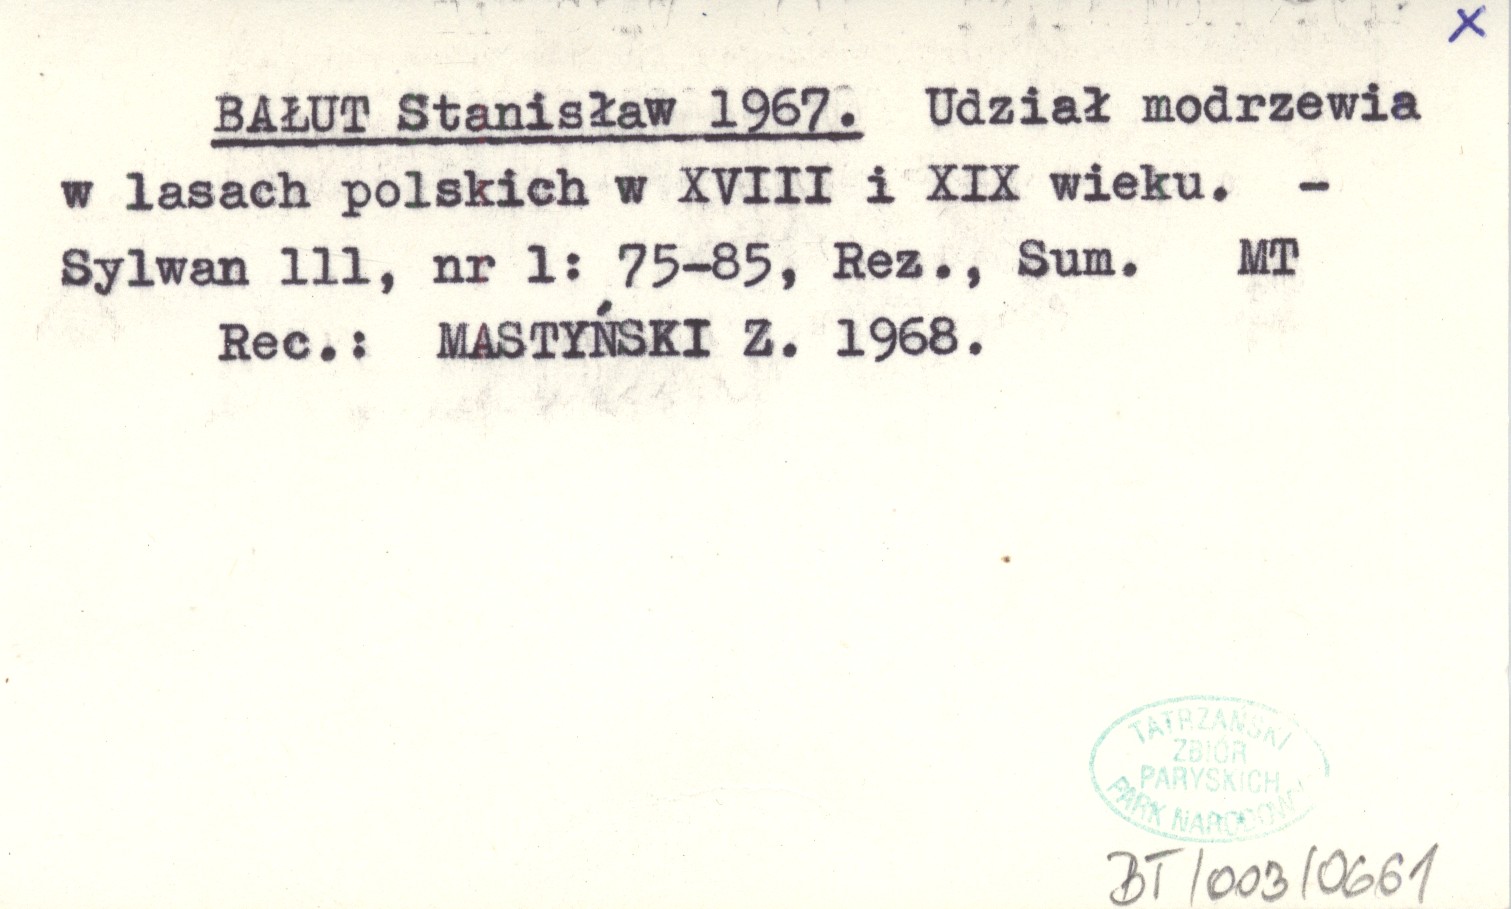 x
BAŁUT Stanisław 1967. Udział modrzewia
w lasach polskich w XVIII i XIX wieku. -
Sylwan 111, nr 1: 75-85, Rez., Sum. MT
Rec.: MASTYŃSKI Z. 1968.
TATRZAŃSKI
ZBIÓR
PARYSKICH
PARK NARODOWY
BT/003/0661